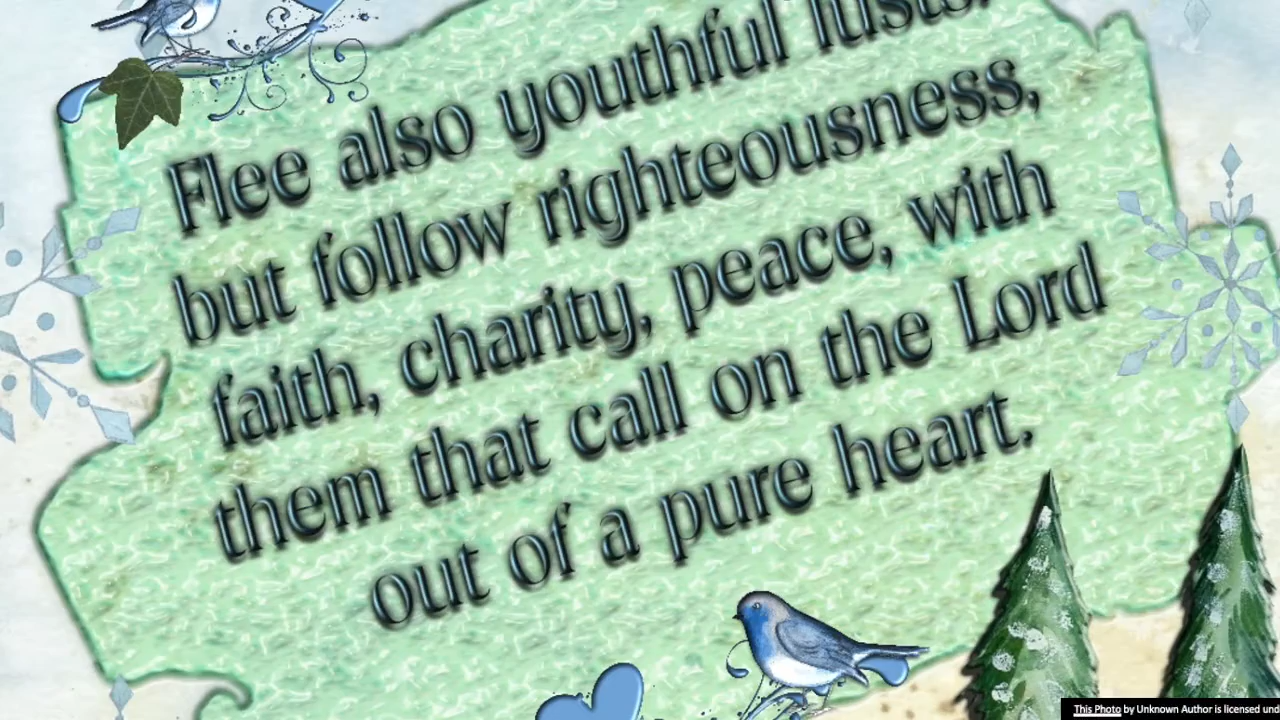 Flee also youthful lusts:
but follow righteousness,
faith, charity, peace, with
them that call on the Lord
out of a pure heart.
This Photo by Unknown Author is licensed und